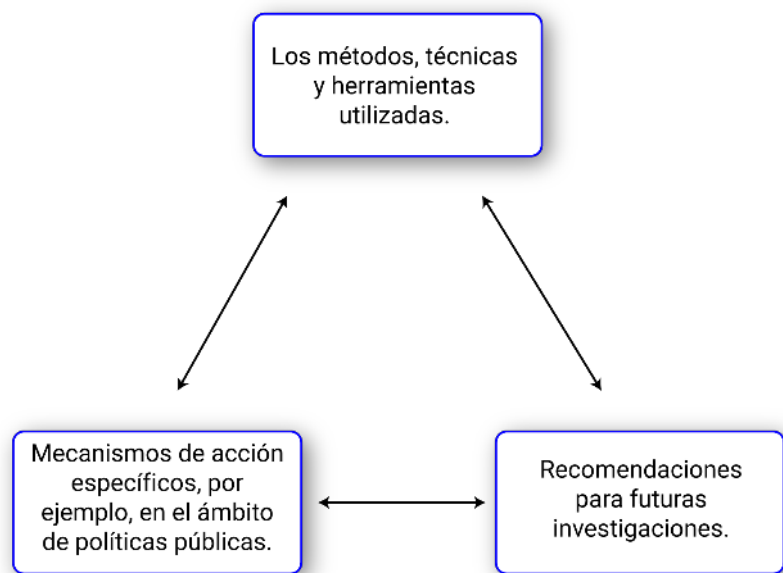 Los métodos, técnicas
y herramientas
utilizadas.
Mecanismos de acción
específicos, por
ejemplo, en el ámbito
de políticas públicas.
Recomendaciones
para futuras
investigaciones.